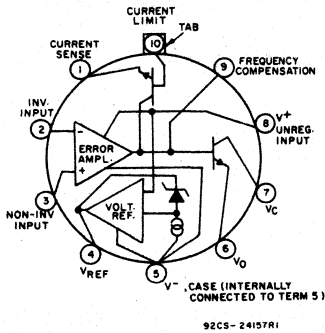 CURRENT
LIMIT
TAB
10
CURRENT
SENSE
1
9
FREQUENCY
COMPENSATION
INV.
INPUT
2
-
ERROR
AMPL.
+
8
V+
UNREG.
INPUT
3
NON-INV
INPUT
VOLT.
REF.
7
VC
4
VREF
5
6
VO
V-, CASE (INTERNALLY
CONNECTED TO TERM 5)
92CS-24157RI